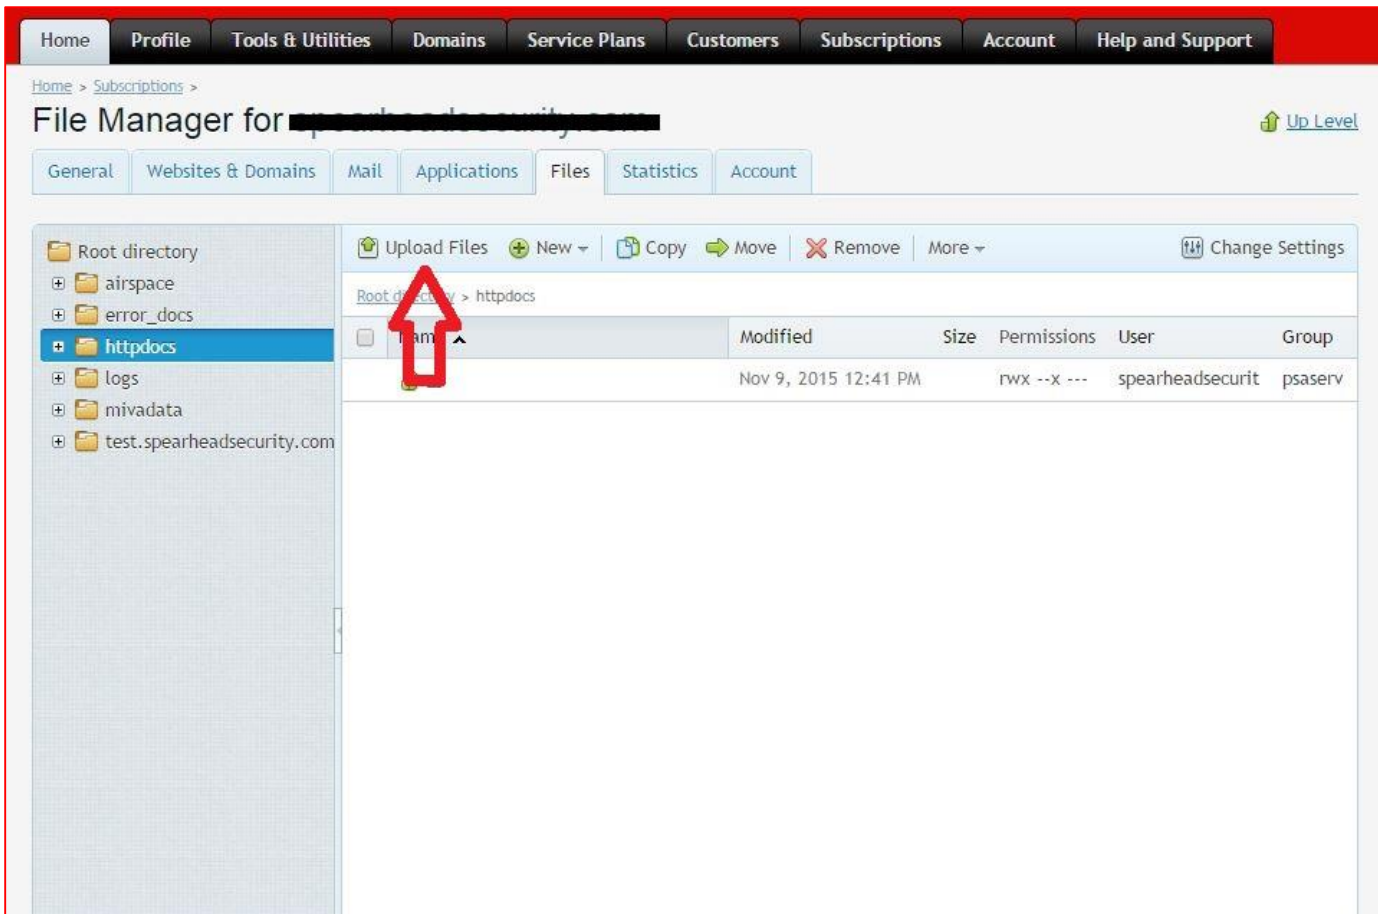 Home Profile Tools & Utilities Domains Service Plans Customers Subscriptions Account Help and Support
Home > Subscriptions >
File Manager for
Up Level
General Websites & Domains Mail Applications Files Statistics Account
Root directory
airspace
error_docs
httpdocs
logs
mivadata
test.spearheadsecurity.com
Upload Files New Copy Move Remove More Change Settings
Root directory > httpdocs
Name Modified Size Permissions User Group
Nov 9, 2015 12:41 PM rwx --x --- spearheadsecurit psaserv